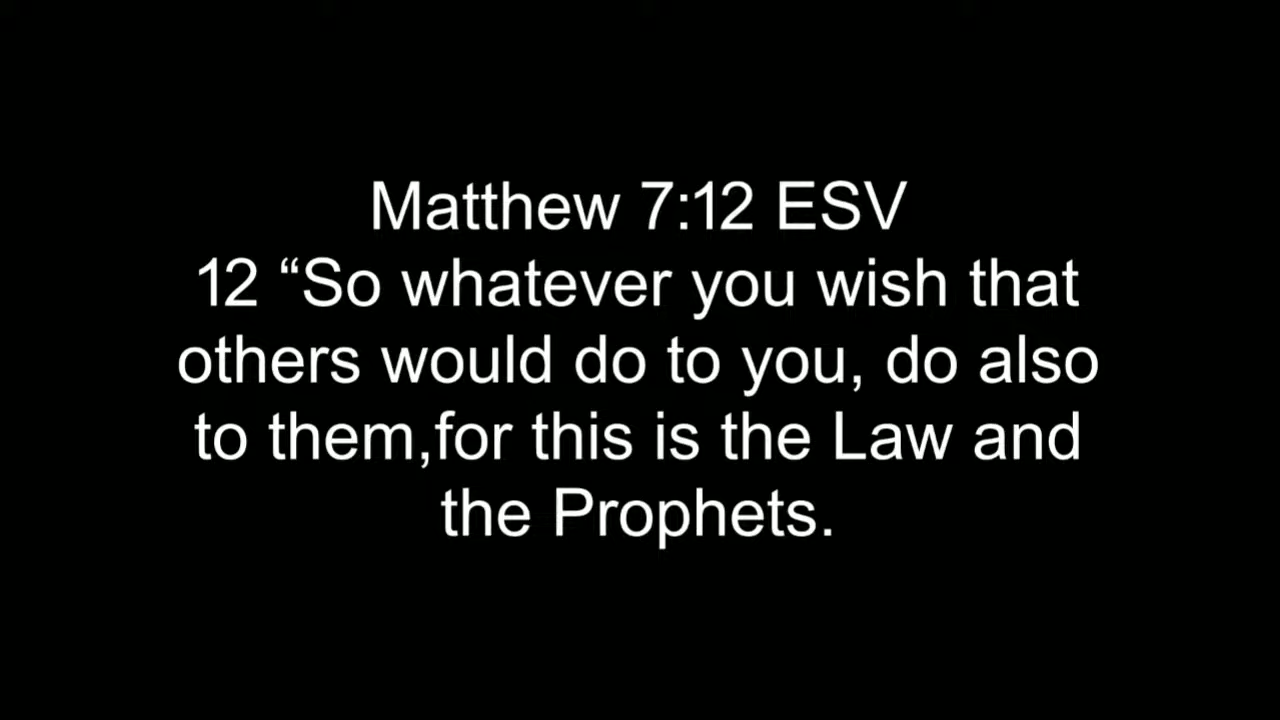 Matthew 7:12 ESV
12 “So whatever you wish that
others would do to you, do also
to them,for this is the Law and
the Prophets.